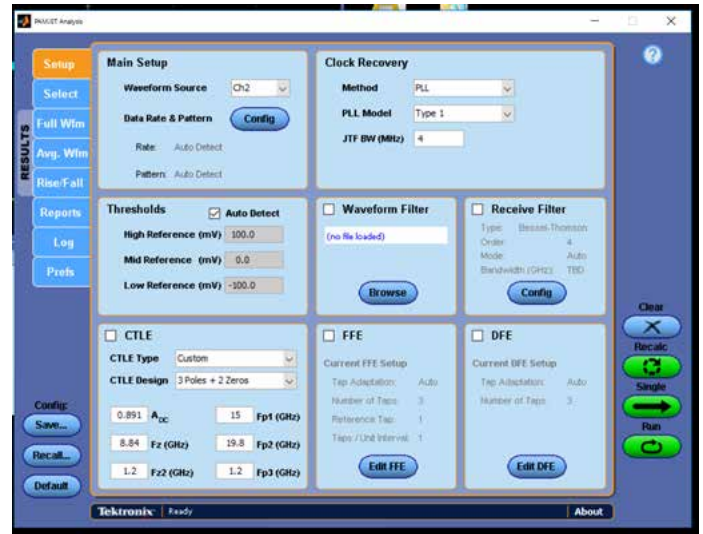 PAMJET Analysis
Setup
Select
Full Wfm
Avg. Wfm
Rise/Fall
Reports
Log
Prefs
RESULTS
Config:
Save...
Recall...
Default
Main Setup
Waveform Source Ch2
Data Rate & Pattern Config
Rate: Auto Detect
Pattern: Auto Detect
Clock Recovery
Method PLL
PLL Model Type 1
JTF BW (MHz) 4
Thresholds Auto Detect
High Reference (mV) 100.0
Mid Reference (mV) 0.0
Low Reference (mV) -100.0
Waveform Filter
(no file loaded)
Browse
Receive Filter
Type: Bessel-Thomson
Order: 4
Mode: Auto
Bandwidth (GHz): TBD
Config
CTLE
CTLE Type Custom
CTLE Design 3 Poles + 2 Zeros
0.891 ADC 15 Fp1 (GHz)
8.84 Fz (GHz) 19.8 Fp2 (GHz)
1.2 Fz2 (GHz) 1.2 Fp3 (GHz)
FFE
Current FFE Setup
Tap Adaptation: Auto
Number of Taps: 3
Reference Tap: 1
Taps / Unit Interval: 1
Edit FFE
DFE
Current DFE Setup
Tap Adaptation: Auto
Number of Taps: 3
Edit DFE
?
Clear
Recalc
Single
Run
Tektronix Ready About